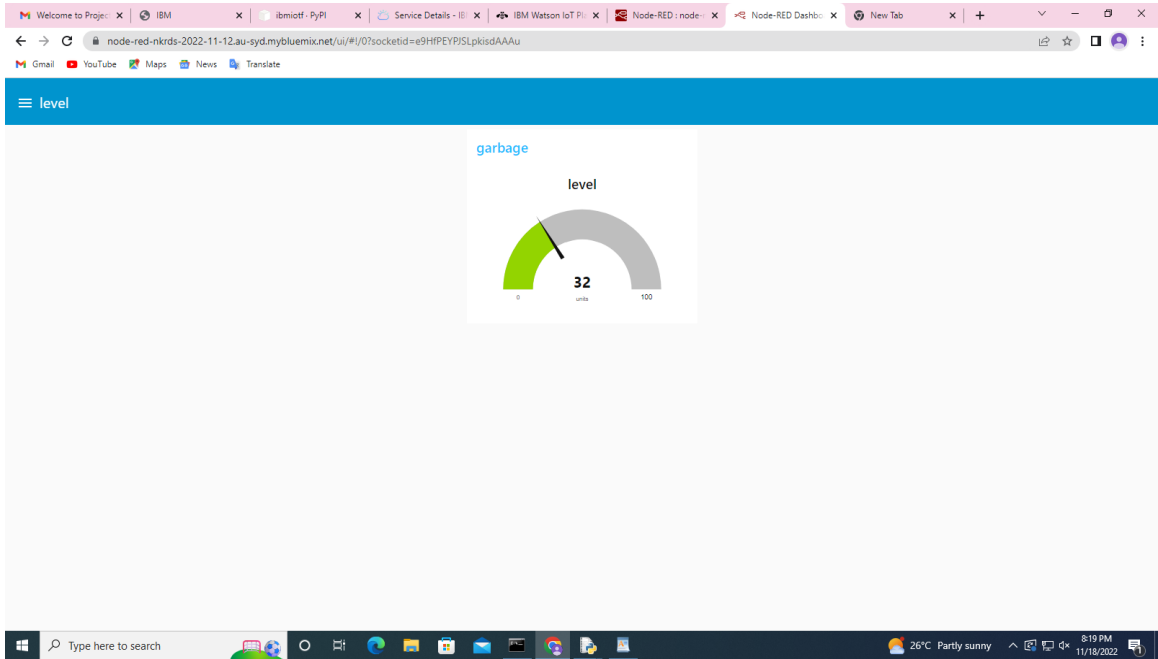 Welcome to Projec
IBM
ibmiotf · PyPI
Service Details - IB
IBM Watson IoT Pl
Node-RED : node-r
Node-RED Dashbo
New Tab
node-red-nkrds-2022-11-12.au-syd.mybluemix.net/ui/#!/0?socketid=e9HfPEYPJSLpkisdAAAu
Gmail
YouTube
Maps
News
Translate
level
garbage
level
32
units
0
100
Type here to search
26°C Partly sunny
8:19 PM
11/18/2022